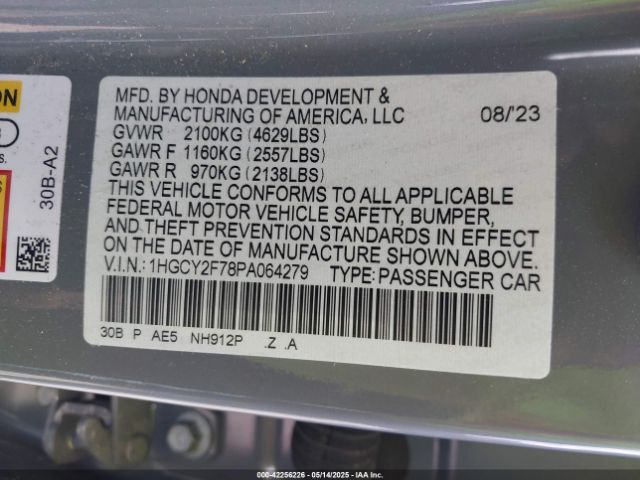 ON
S.
30B-A2
MFD. BY HONDA DEVELOPMENT &
MANUFACTURING OF AMERICA, LLC 08/'23
GVWR 2100KG (4629LBS)
GAWR F 1160KG (2557LBS)
GAWR R 970KG (2138LBS)
THIS VEHICLE CONFORMS TO ALL APPLICABLE
FEDERAL MOTOR VEHICLE SAFETY, BUMPER,
AND THEFT PREVENTION STANDARDS IN EFFECT
ON THE DATE OF MANUFACTURE SHOWN ABOVE.
V.I.N.: 1HGCY2F78PA064279 TYPE: PASSENGER CAR
30B P AE5 NH912P .Z .A
000-42256226 - 05/14/2025 - IAA, Inc.